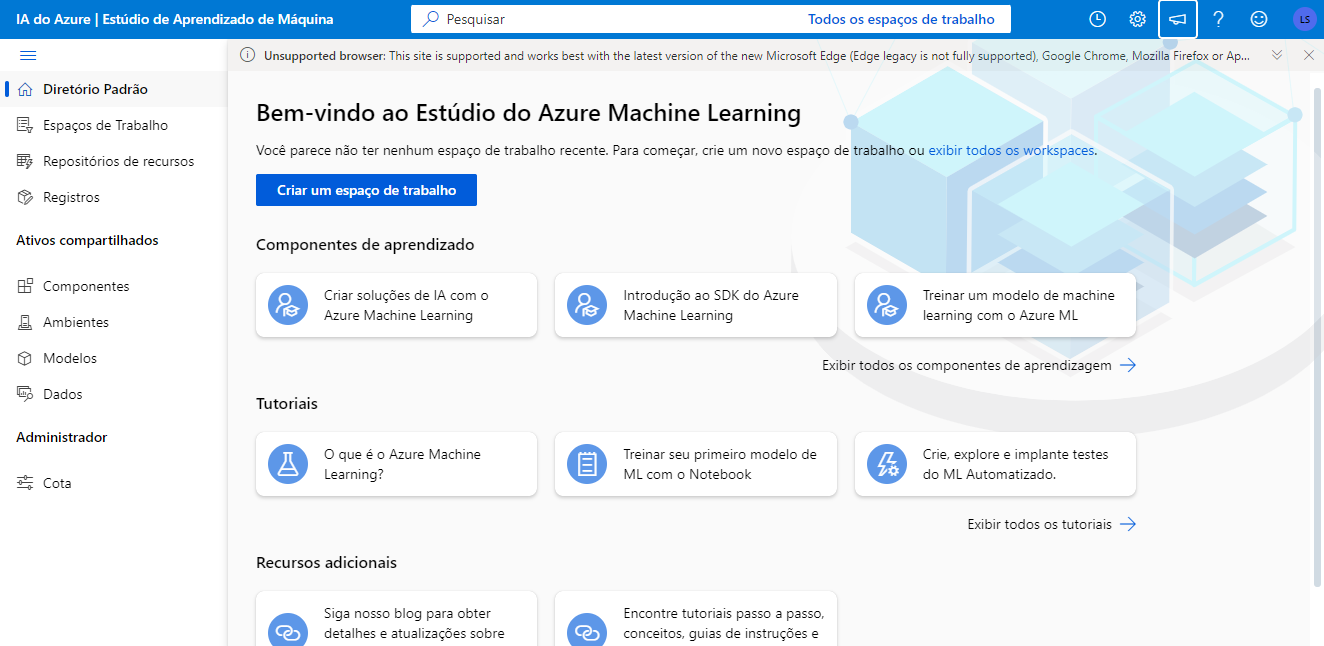 IA do Azure | Estúdio de Aprendizado de Máquina
Pesquisar
Todos os espaços de trabalho
LS
Unsupported browser: This site is supported and works best with the latest version of the new Microsoft Edge (Edge legacy is not fully supported), Google Chrome, Mozilla Firefox or Ap...
Diretório Padrão
Espaços de Trabalho
Repositórios de recursos
Registros
Ativos compartilhados
Componentes
Ambientes
Modelos
Dados
Administrador
Cota
Bem-vindo ao Estúdio do Azure Machine Learning
Você parece não ter nenhum espaço de trabalho recente. Para começar, crie um novo espaço de trabalho ou exibir todos os workspaces.
Criar um espaço de trabalho
Componentes de aprendizado
Criar soluções de IA com o
Azure Machine Learning
Introdução ao SDK do Azure
Machine Learning
Treinar um modelo de machine
learning com o Azure ML
Exibir todos os componentes de aprendizagem
Tutoriais
O que é o Azure Machine
Learning?
Treinar seu primeiro modelo de
ML com o Notebook
Crie, explore e implante testes
do ML Automatizado.
Exibir todos os tutoriais
Recursos adicionais
Siga nosso blog para obter
detalhes e atualizações sobre
Encontre tutoriais passo a passo,
conceitos, guias de instruções e